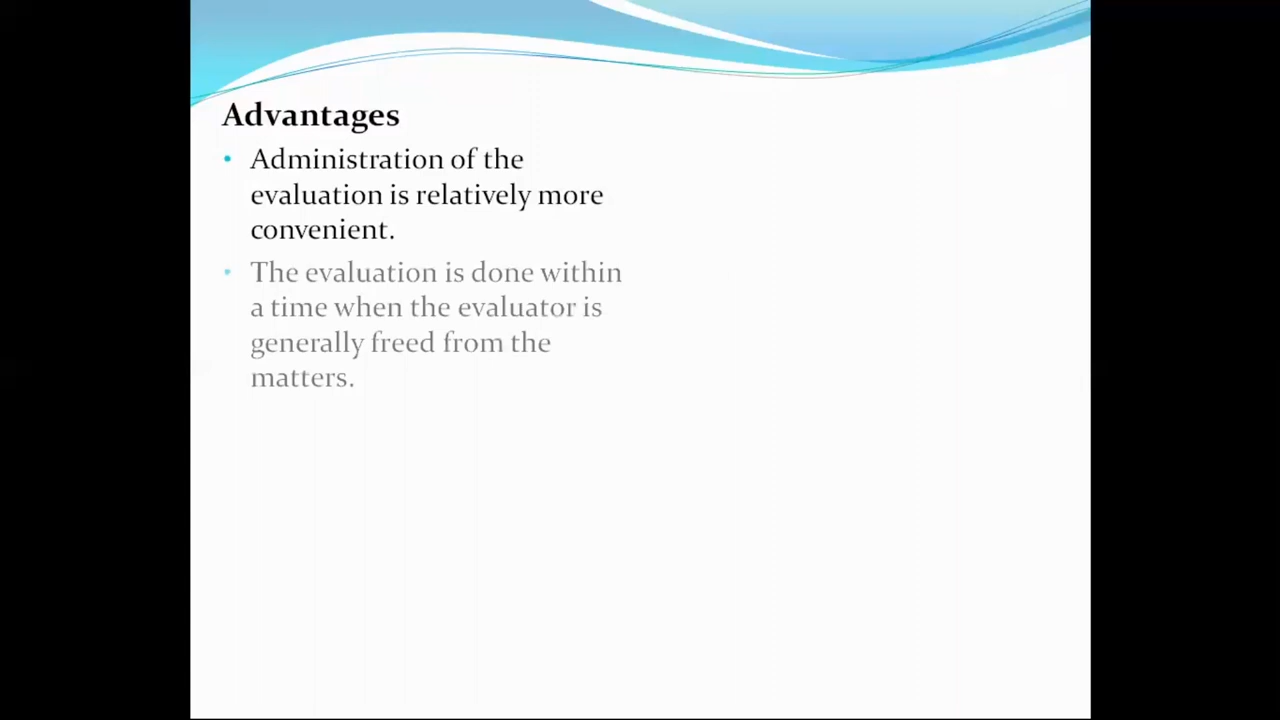 Advantages
• Administration of the
evaluation is relatively more
convenient.
• The evaluation is done within
a time when the evaluator is
generally freed from the
matters.